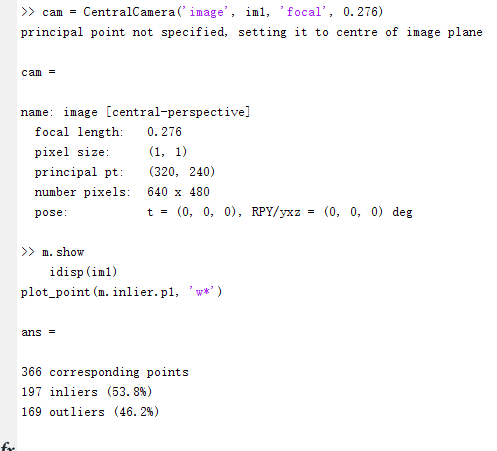 >> cam = CentralCamera('image', im1, 'focal', 0.276)
principal point not specified, setting it to centre of image plane
cam =
name: image [central-perspective]
focal length: 0.276
pixel size: (1, 1)
principal pt: (320, 240)
number pixels: 640 x 480
pose: t = (0, 0, 0), RPY/yxz = (0, 0, 0) deg
>> m.show
idisp(im1)
plot_point(m.inlier.p1, 'w*')
ans =
366 corresponding points
197 inliers (53.8%)
169 outliers (46.2%)
fx